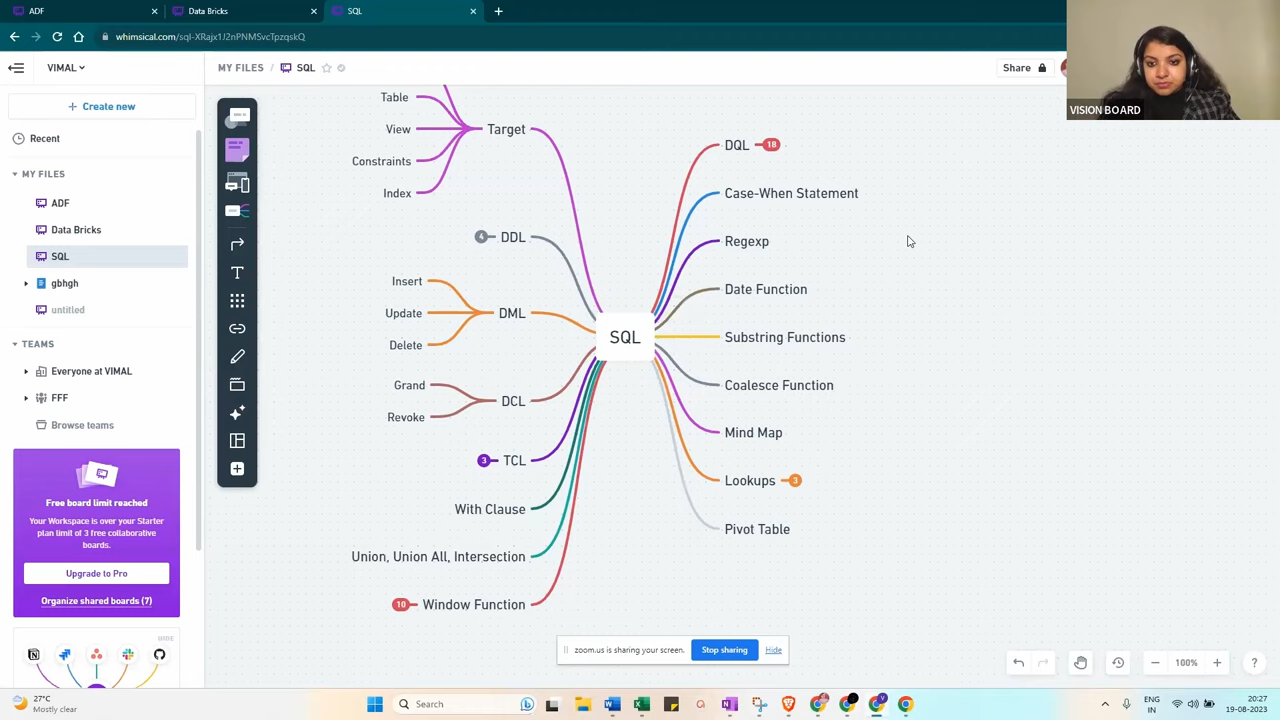 ADF
Data Bricks
SQL
whimsical.com/sql-XRajx1J2nPNMSvcTpzqskQ
VIMAL
MY FILES / SQL
Share
VISION BOARD
+ Create new
Recent
MY FILES
ADF
Data Bricks
SQL
gbhgh
untitled
TEAMS
Everyone at VIMAL
FFF
Browse teams
Free board limit reached
Your Workspace is over your Starter
plan limit of 3 free collaborative
boards.
Upgrade to Pro
Organize shared boards (7)
HIDE
Table
View
Constraints
Index
Target
4 DDL
Insert
Update
Delete
DML
Grand
Revoke
DCL
3 TCL
With Clause
Union, Union All, Intersection
10 Window Function
SQL
DQL 18
Case-When Statement
Regexp
Date Function
Substring Functions
Coalesce Function
Mind Map
Lookups 3
Pivot Table
zoom.us is sharing your screen.
Stop sharing
Hide
100%
?
27°C
Mostly clear
Search
ENG
IN
20:27
19-08-2023